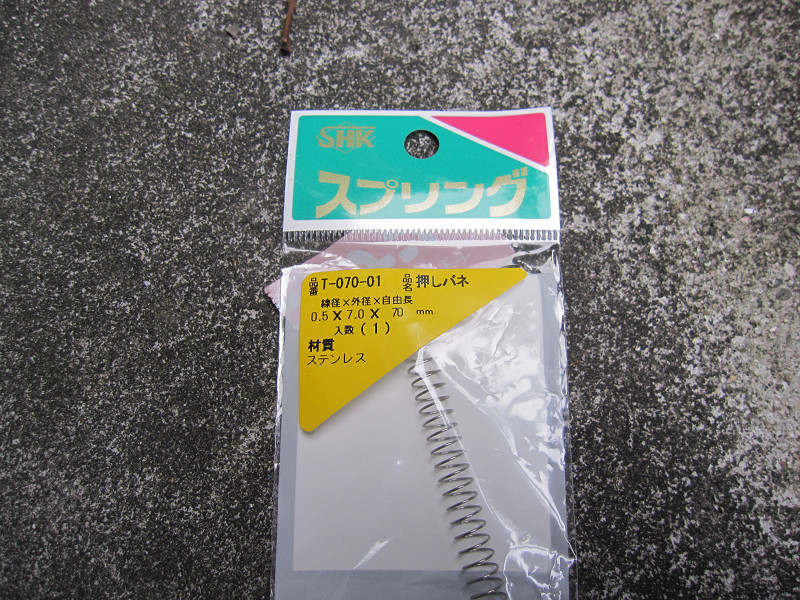 SHK
スプリング
品番 T-070-01 品名 押しバネ
線径×外径×自由長
0.5×7.0× 70 mm
入数(1)
材質
ステンレス